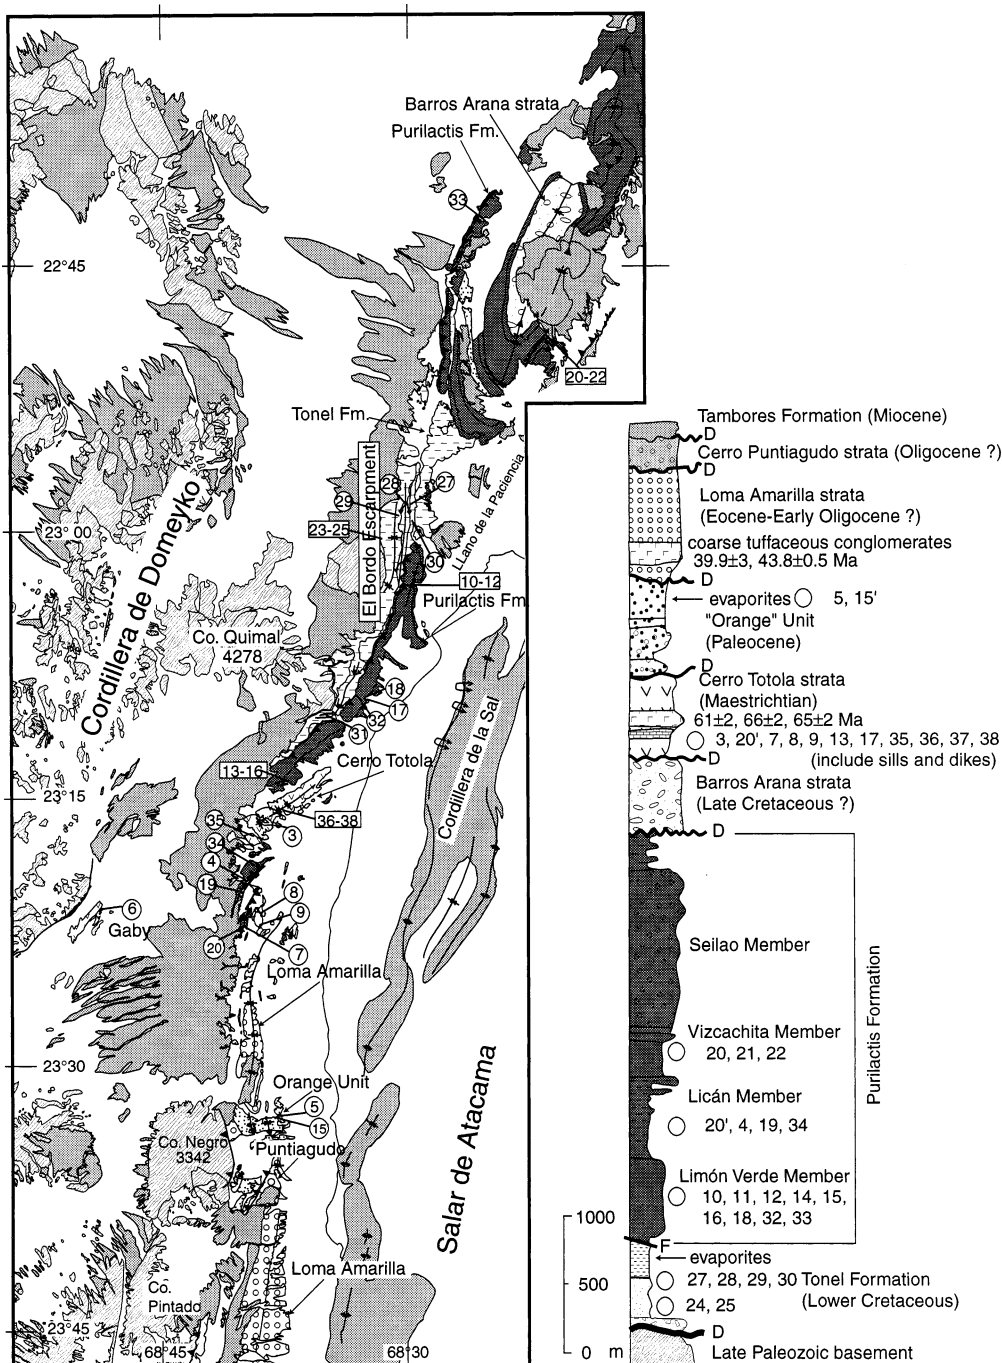 Barros Arana strata
Purilactis Fm.
33
22°45
20-22
Tonel Fm.
El Bordo Escarpment
28
27
29
23-25
23° 00
30
Llano de la Paciencia
10-12
Purilactis Fm
Cordillera de Domeyko
Co. Quimal
4278
18
17
32
31
Cordillera de la Sal
13-16
Cerro Totola
23°15
36-38
35
3
34
4
19
8
6
9
Gaby
20
7
Loma Amarilla
23°30
Orange Unit
5
15
Co. Negro
3342
Puntiagudo
Salar de Atacama
Loma Amarilla
Co.
Pintado
23°45
68°45
68°30
Tambores Formation (Miocene)
D
Cerro Puntiagudo strata (Oligocene ?)
D
Loma Amarilla strata
(Eocene-Early Oligocene ?)
coarse tuffaceous conglomerates
39.9±3, 43.8±0.5 Ma
D
evaporites 5, 15'
"Orange" Unit
(Paleocene)
D
Cerro Totola strata
(Maestrichtian)
61±2, 66±2, 65±2 Ma
3, 20', 7, 8, 9, 13, 17, 35, 36, 37, 38
(include sills and dikes)
D
Barros Arana strata
(Late Cretaceous ?)
D
Seilao Member
Purilactis Formation
Vizcachita Member
20, 21, 22
Licán Member
20', 4, 19, 34
Limón Verde Member
10, 11, 12, 14, 15,
16, 18, 32, 33
F
evaporites
27, 28, 29, 30 Tonel Formation
(Lower Cretaceous)
24, 25
D
Late Paleozoic basement
1000
500
0 m